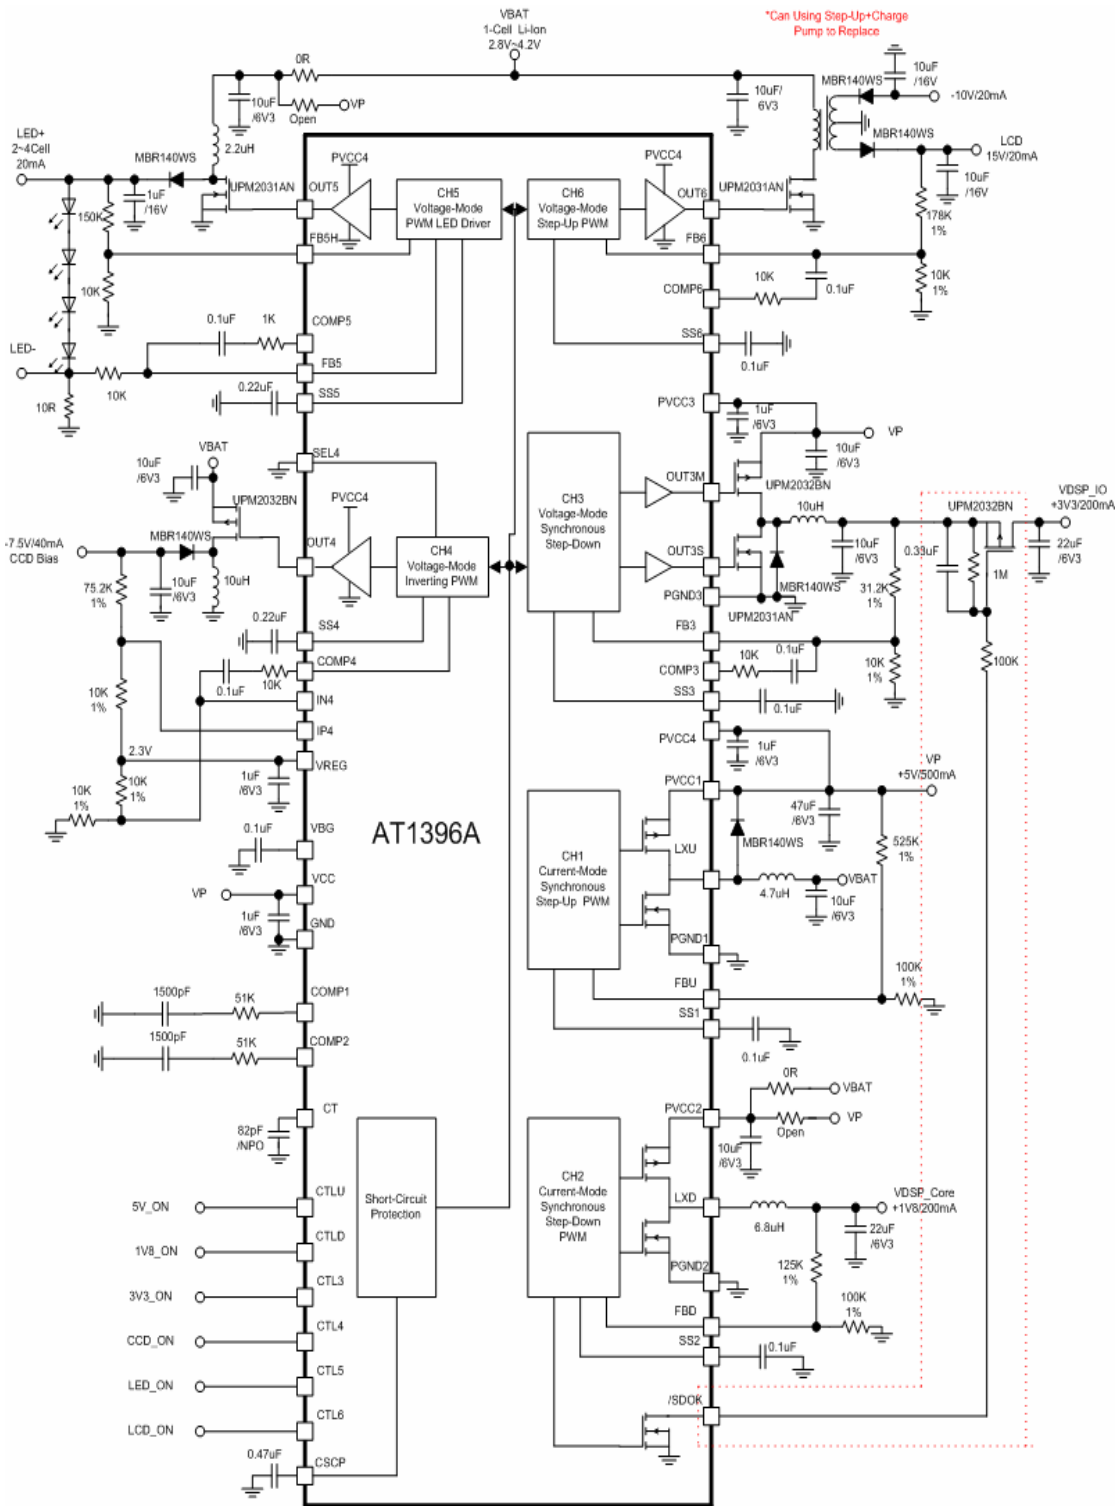 VBAT
1-Cell Li-Ion
2.8V~4.2V
*Can Using Step-Up+Charge
Pump to Replace
0R
10uF
/6V3
Open
VP
2.2uH
10uF/
6V3
MBR140WS
10uF
/16V
-10V/20mA
MBR140WS
LCD
15V/20mA
10uF
/16V
LED+
2~4Cell
20mA
MBR140WS
1uF
/16V
UPM2031AN
150K
10K
OUT5
PVCC4
CH5
Voltage-Mode
PWM LED Driver
CH6
Voltage-Mode
Step-Up PWM
PVCC4
OUT6
UPM2031AN
178K
1%
FB5H
FB6
10K
0.1uF
10K
1%
COMP6
0.1uF
1K
COMP5
SS6
0.1uF
LED-
10K
FB5
10R
0.22uF
SS5
PVCC3
1uF
/6V3
VP
10uF
/6V3
VBAT
10uF
/6V3
SEL4
UPM2032BN
PVCC4
OUT4
CH4
Voltage-Mode
Inverting PWM
CH3
Voltage-Mode
Synchronous
Step-Down
OUT3M
UPM2032BN
10uH
OUT3S
MBR140WS
PGND3
UPM2031AN
10uF
/6V3
0.33uF
UPM2032BN
VDSP_IO
+3V3/200mA
22uF
/6V3
1M
31.2K
1%
-7.5V/40mA
CCD Bias
MBR140WS
10uF
/6V3
10uH
75.2K
1%
0.22uF
SS4
FB3
0.1uF
10K
10K
1%
100K
COMP4
0.1uF
10K
COMP3
10K
1%
IN4
SS3
0.1uF
IP4
PVCC4
1uF
/6V3
2.3V
VREG
1uF
/6V3
10K
1%
10K
1%
PVCC1
VP
+5V/500mA
47uF
/6V3
MBR140WS
525K
1%
0.1uF
VBG
AT1396A
CH1
Current-Mode
Synchronous
Step-Up PWM
LXU
4.7uH
VBAT
10uF
/6V3
VP
VCC
1uF
/6V3
GND
PGND1
100K
1%
FBU
1500pF
51K
COMP1
SS1
0.1uF
1500pF
51K
COMP2
0R
VBAT
PVCC2
VP
Open
10uF
/6V3
CT
82pF
/NPO
Short-Circuit
Protection
CH2
Current-Mode
Synchronous
Step-Down
PWM
5V_ON
CTLU
LXD
6.8uH
VDSP_Core
+1V8/200mA
22uF
/6V3
1V8_ON
CTLD
PGND2
125K
1%
3V3_ON
CTL3
100K
1%
FBD
CCD_ON
CTL4
SS2
0.1uF
LED_ON
CTL5
/SDOK
LCD_ON
CTL6
0.47uF
CSCP